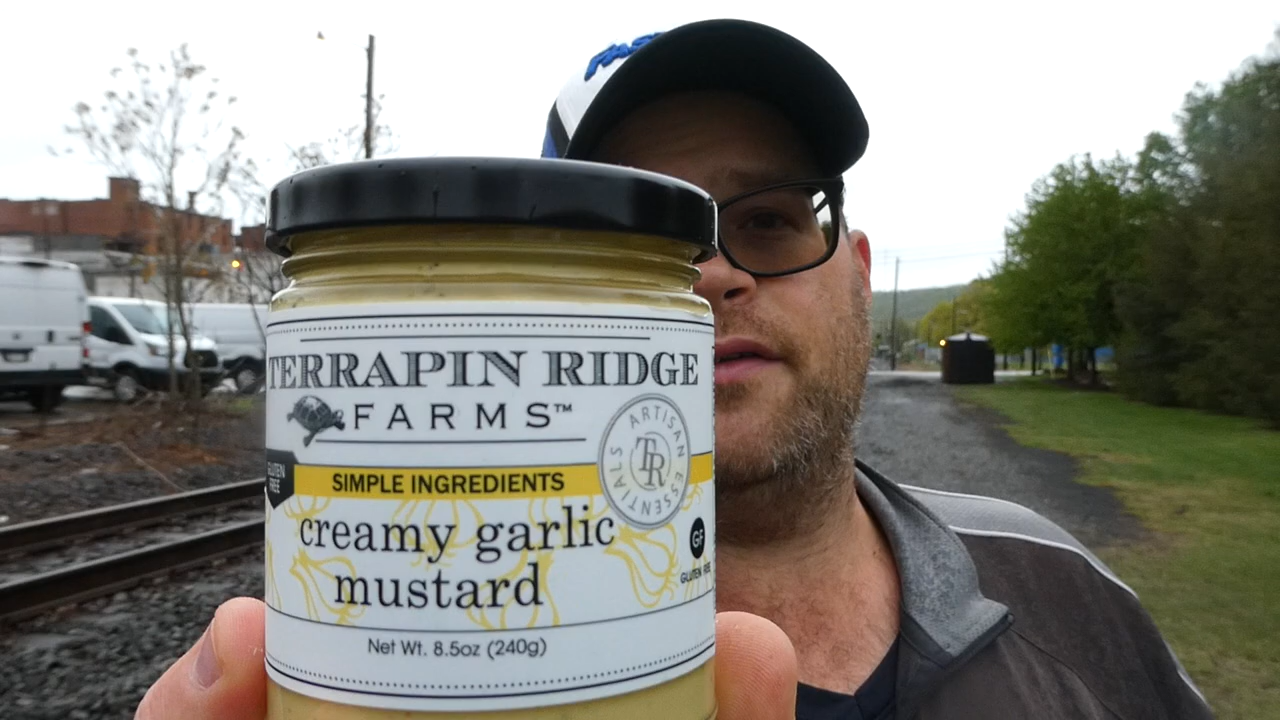 TERRAPIN RIDGE
FARMS™
ARTISAN
ESSENTIALS
TR
GLUTEN
FREE
SIMPLE INGREDIENTS
creamy garlic
mustard
GF
GLUTEN FREE
Net Wt. 8.5oz (240g)